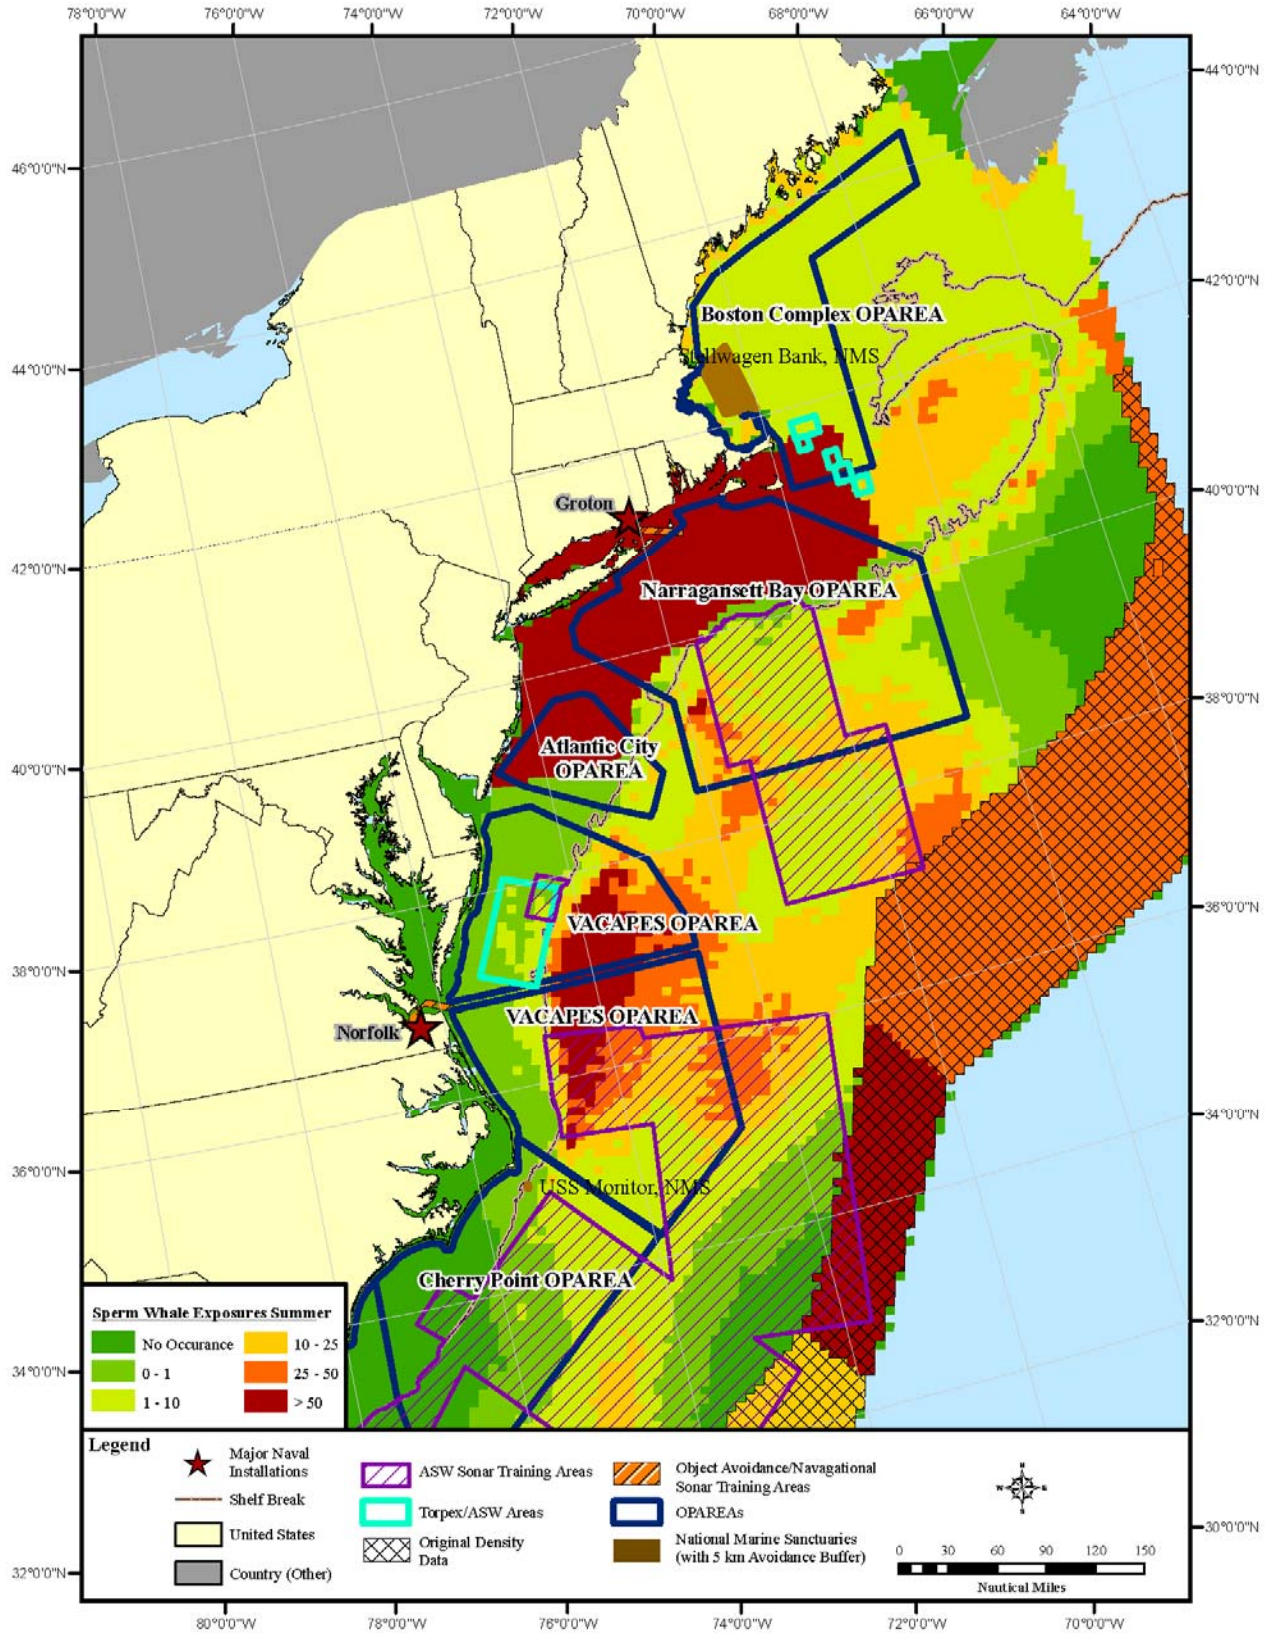 78°0'0"W 76°0'0"W 74°0'0"W 72°0'0"W 70°0'0"W 68°0'0"W 66°0'0"W 64°0'0"W
44°0'0"N
46°0'0"N
42°0'0"N
Boston Complex OPAREA
Stellwagen Bank, NMS
44°0'0"N
40°0'0"N
Groton
42°0'0"N
Narragansett Bay OPAREA
38°0'0"N
Atlantic City
OPAREA
40°0'0"N
36°0'0"N
VACAPES OPAREA
38°0'0"N
VACAPES OPAREA
Norfolk
34°0'0"N
36°0'0"N
USS Monitor, NMS
Cherry Point OPAREA
32°0'0"N
34°0'0"N
Sperm Whale Exposures Summer
No Occurance
10 - 25
0 - 1
25 - 50
1 - 10
> 50
Legend
Major Naval
Installations
Shelf Break
United States
Country (Other)
ASW Sonar Training Areas
Torpex/ASW Areas
Original Density
Data
Object Avoidance/Navagational
Sonar Training Areas
OPAREAs
National Marine Sanctuaries
(with 5 km Avoidance Buffer)
N
W E
S
0 30 60 90 120 150
Nautical Miles
30°0'0"N
32°0'0"N
80°0'0"W 78°0'0"W 76°0'0"W 74°0'0"W 72°0'0"W 70°0'0"W